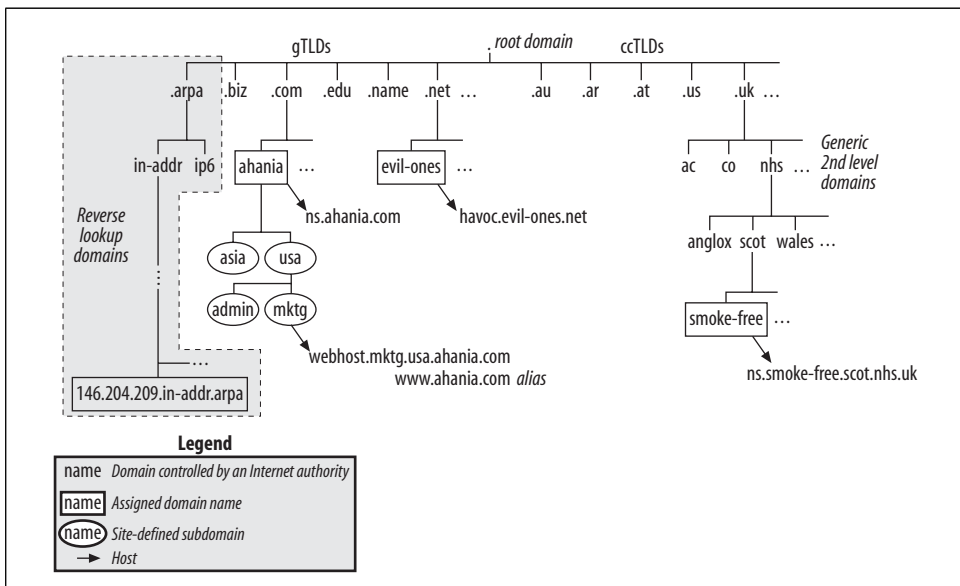 gTLDs . root domain ccTLDs
.arpa .biz .com .edu .name .net ... .au .ar .at .us .uk ...
in-addr ip6 ahania ... evil-ones ... ac co nhs ... Generic 2nd level domains
ns.ahania.com havoc.evil-ones.net
Reverse lookup domains
asia usa anglox scot wales ...
admin mktg smoke-free ...
webhost.mktg.usa.ahania.com
www.ahania.com alias
ns.smoke-free.scot.nhs.uk
...
...
146.204.209.in-addr.arpa
Legend
name Domain controlled by an Internet authority
name Assigned domain name
name Site-defined subdomain
Host